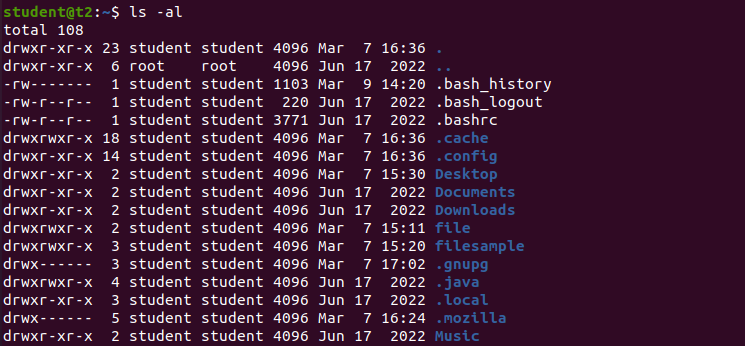 student@t2:~$ ls -al
total 108
drwxr-xr-x 23 student student 4096 Mar  7 16:36 .
drwxr-xr-x  6 root    root    4096 Jun 17  2022 ..
-rw-------  1 student student 1103 Mar  9 14:20 .bash_history
-rw-r--r--  1 student student  220 Jun 17  2022 .bash_logout
-rw-r--r--  1 student student 3771 Jun 17  2022 .bashrc
drwxrwxr-x 18 student student 4096 Mar  7 16:36 .cache
drwxr-xr-x 14 student student 4096 Mar  7 16:36 .config
drwxr-xr-x  2 student student 4096 Mar  7 15:30 Desktop
drwxr-xr-x  2 student student 4096 Jun 17  2022 Documents
drwxr-xr-x  2 student student 4096 Jun 17  2022 Downloads
drwxrwxr-x  2 student student 4096 Mar  7 15:11 file
drwxrwxr-x  3 student student 4096 Mar  7 15:20 filesample
drwx------  3 student student 4096 Mar  7 17:02 .gnupg
drwxrwxr-x  4 student student 4096 Jun 17  2022 .java
drwxr-xr-x  3 student student 4096 Jun 17  2022 .local
drwx------  5 student student 4096 Mar  7 16:24 .mozilla
drwxr-xr-x  2 student student 4096 Jun 17  2022 Music